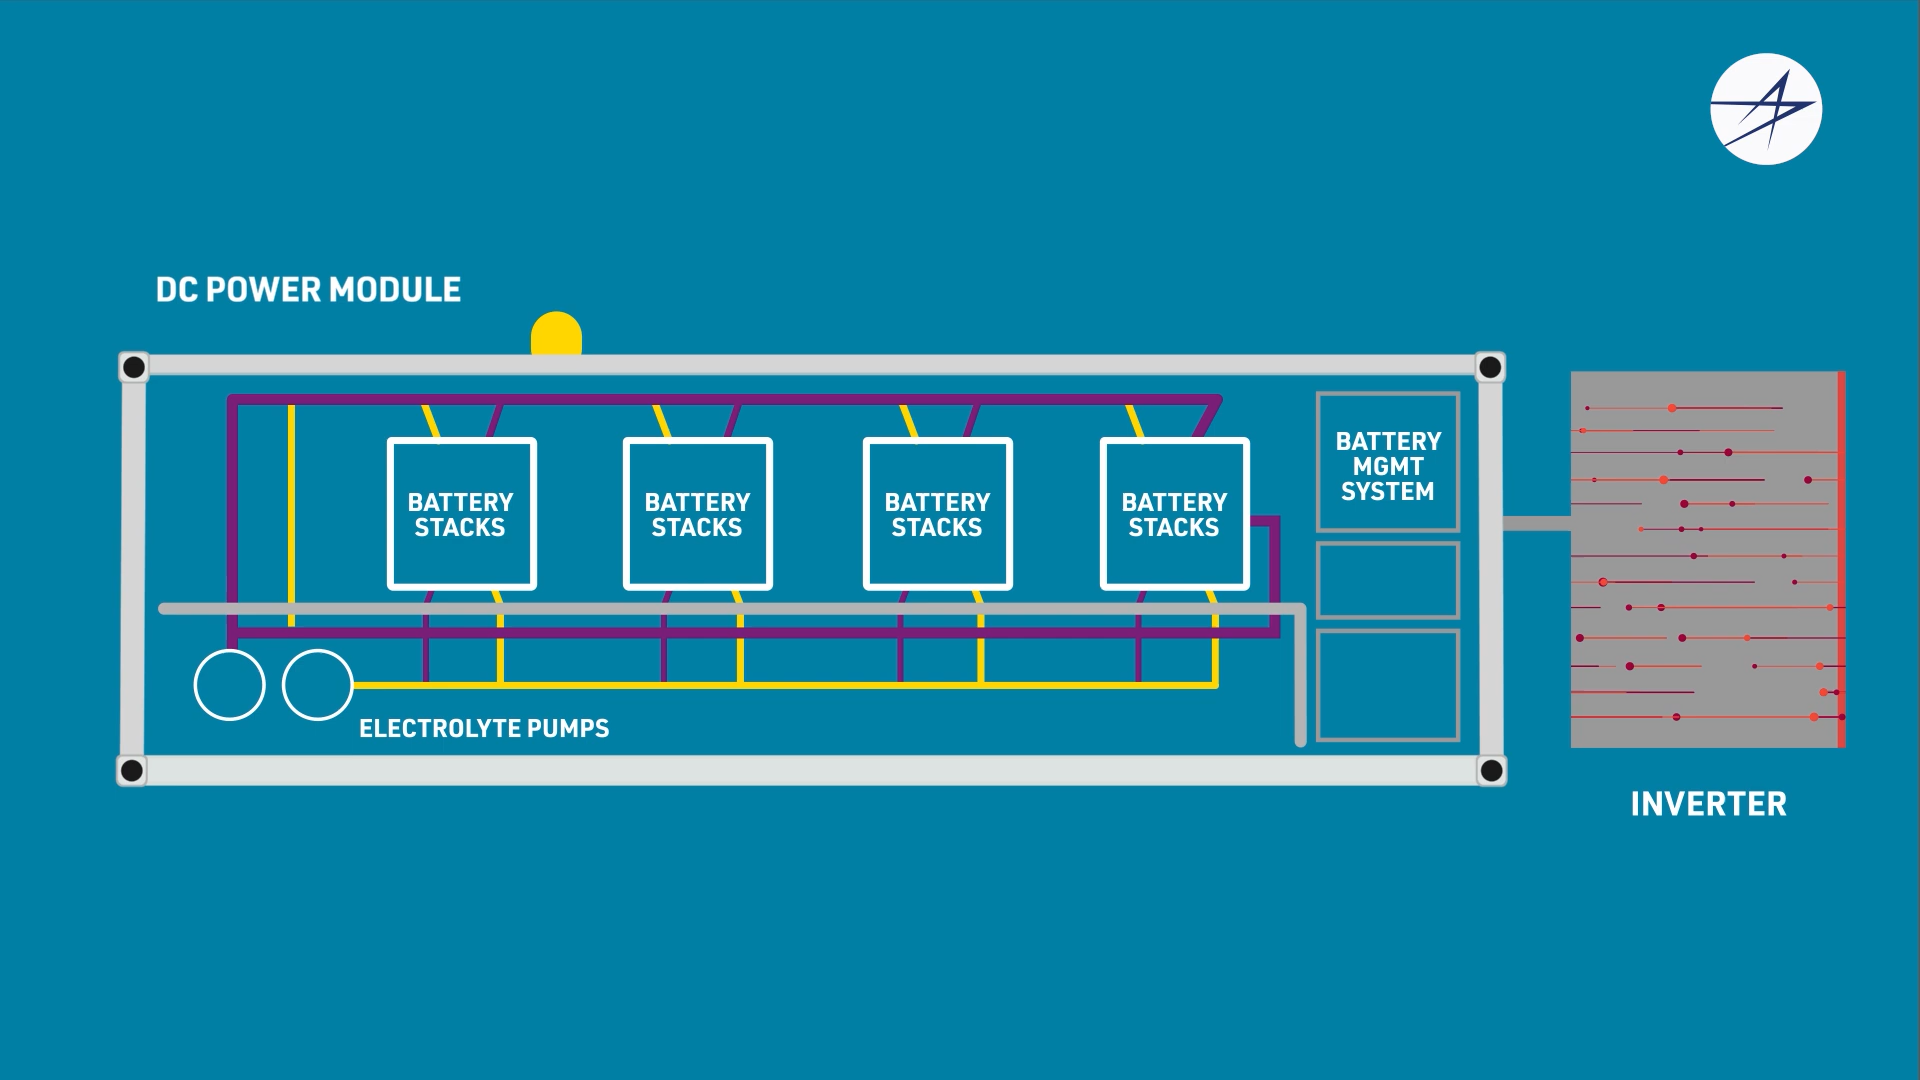 DC POWER MODULE
BATTERY
STACKS
BATTERY
STACKS
BATTERY
STACKS
BATTERY
STACKS
BATTERY
MGMT
SYSTEM
ELECTROLYTE PUMPS
INVERTER